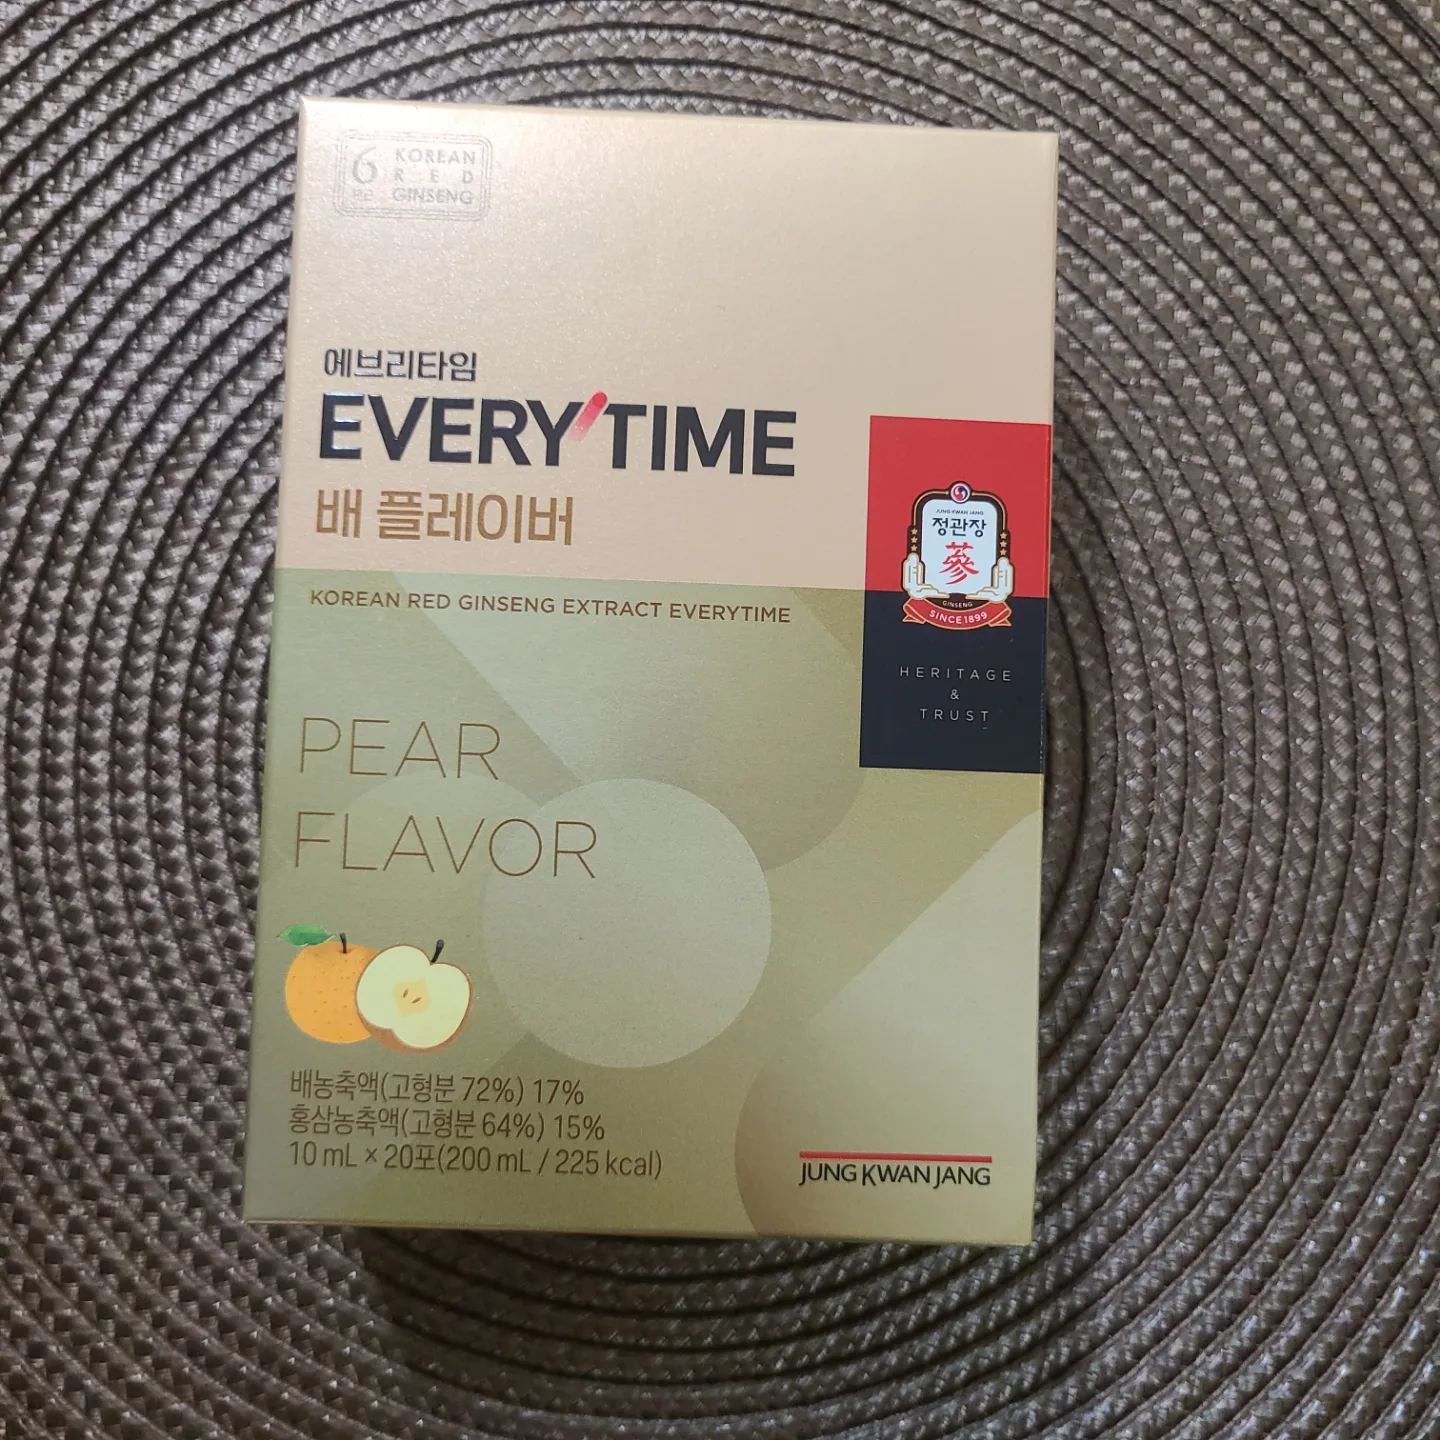 6 KOREAN
RED
년근 GINSENG
에브리타임
EVERY'TIME
배 플레이버
KOREAN RED GINSENG EXTRACT EVERYTIME
JUNG KWAN JANG
정관장
蔘
GINSENG
SINCE 1899
HERITAGE
&
TRUST
PEAR
FLAVOR
배농축액(고형분 72%) 17%
홍삼농축액(고형분 64%) 15%
10 mL × 20포(200 mL / 225 kcal)
JUNG KWAN JANG